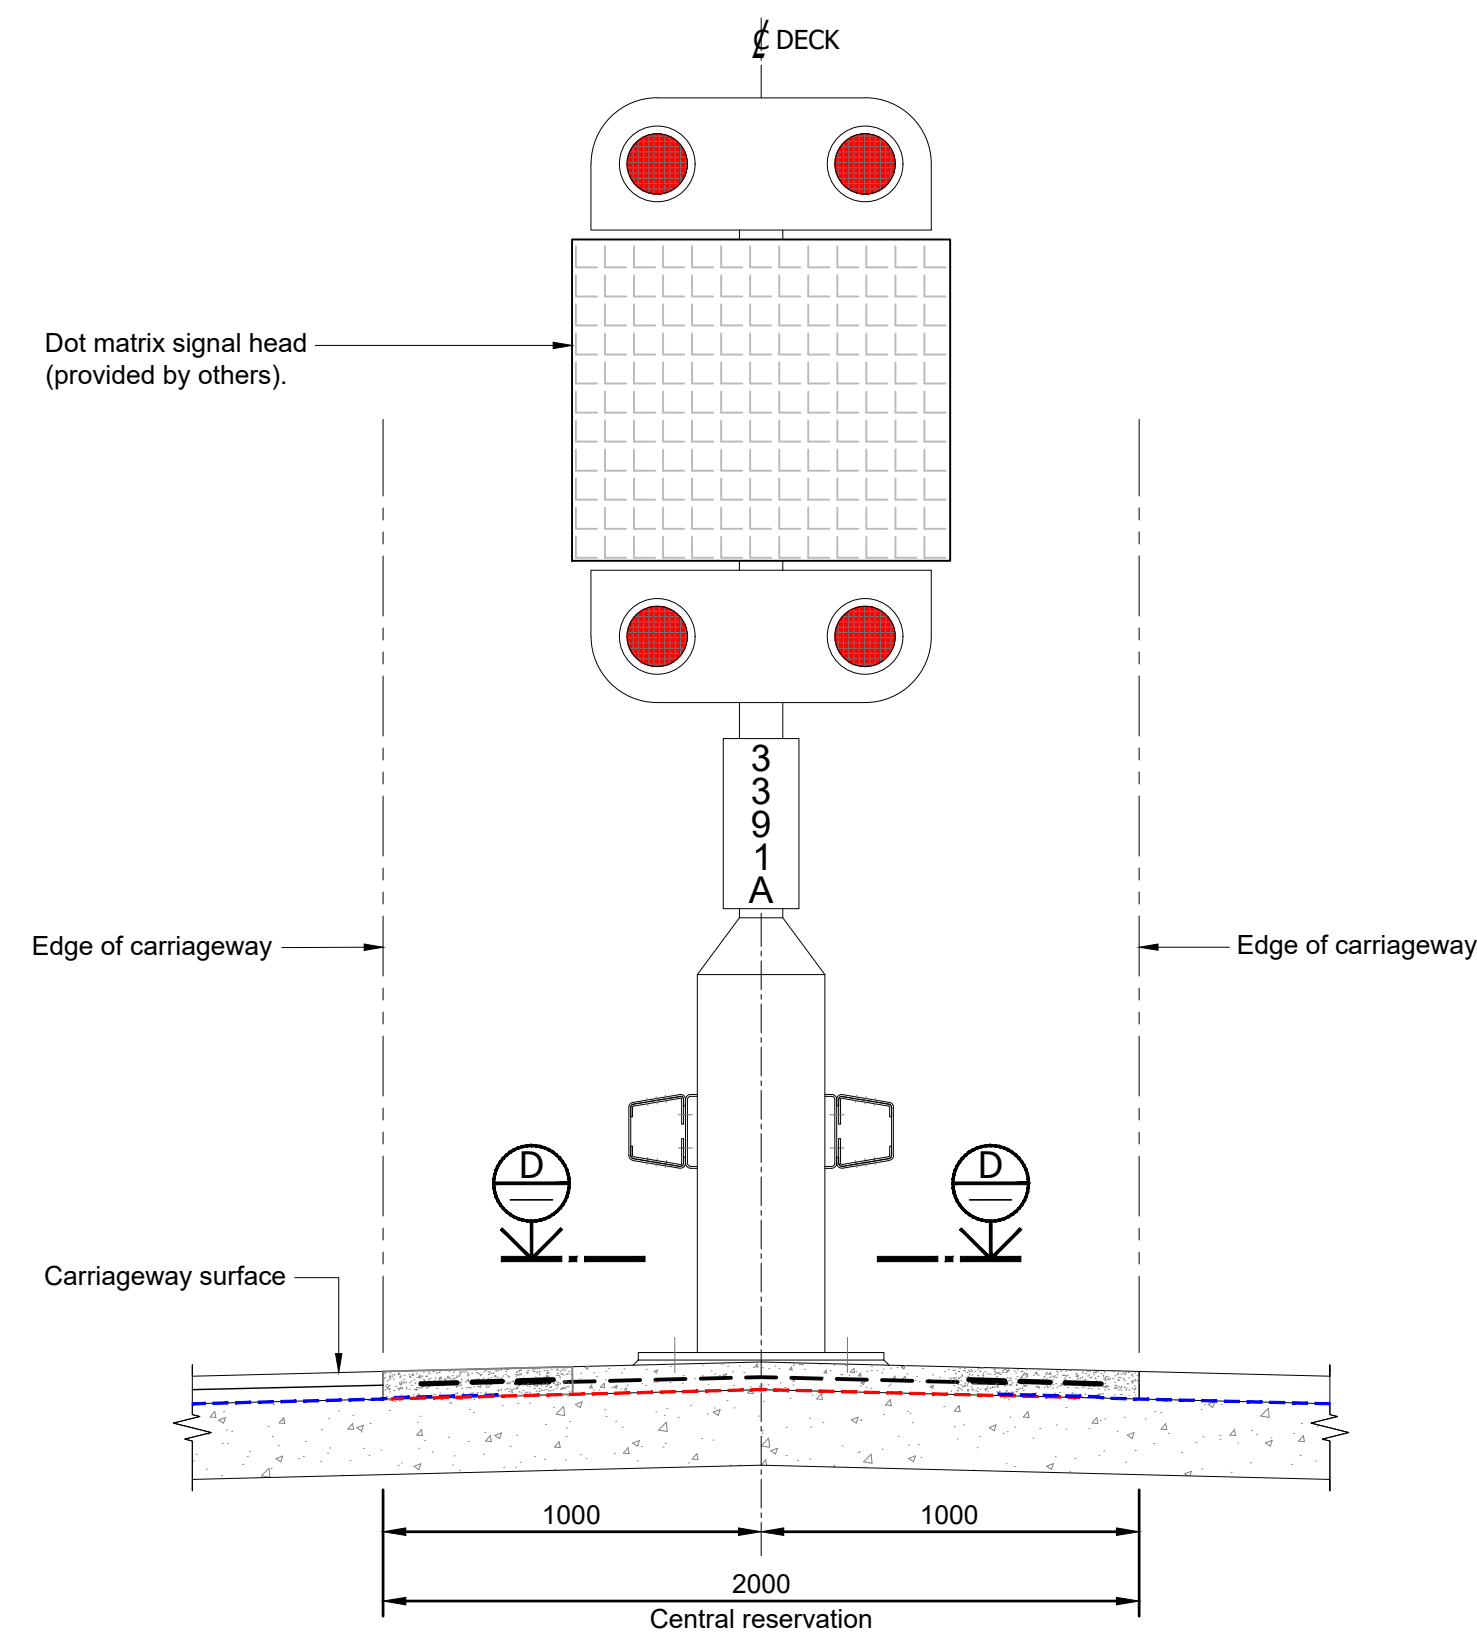 ℄ DECK
Dot matrix signal head
(provided by others).
3
3
9
1
A
Edge of carriageway
Edge of carriageway
D
D
Carriageway surface
1000
1000
2000
Central reservation